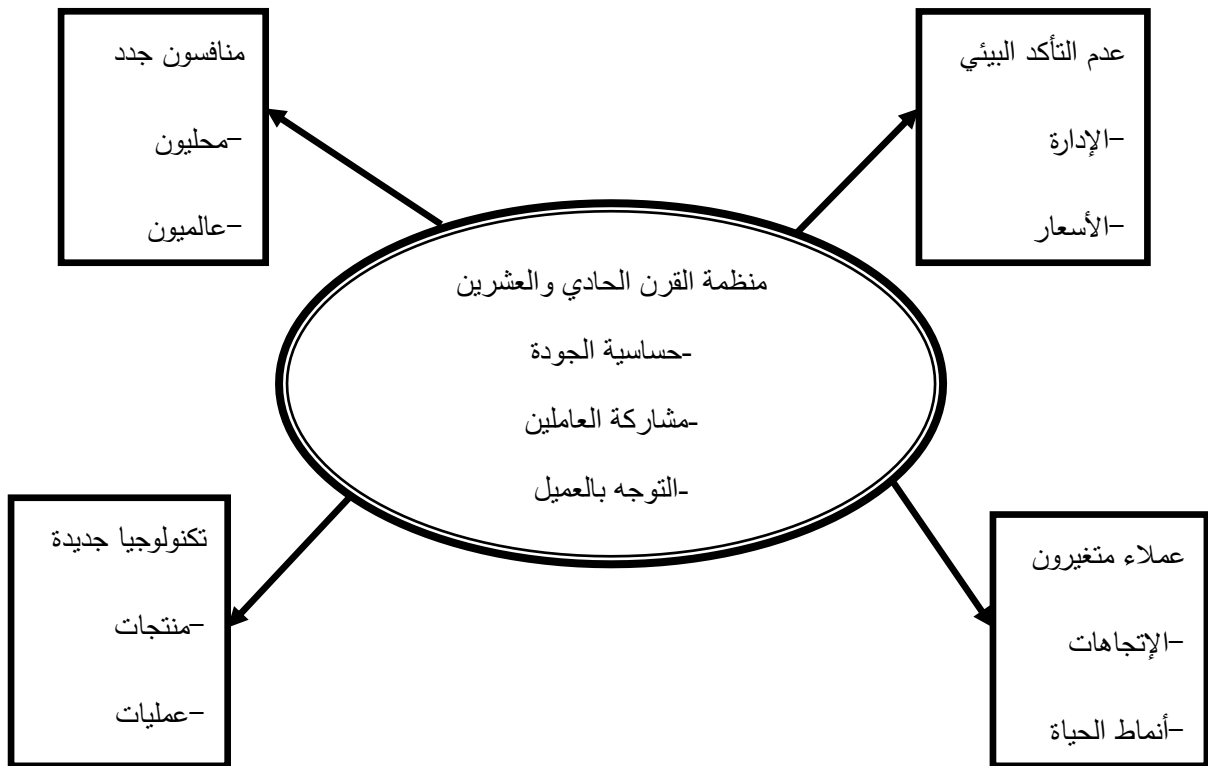 عدم التأكد البيئي
-الإدارة
-الأسعار
منافسون جدد
-محليون
-عالميون
منظمة القرن الحادي والعشرين
-حساسية الجودة
-مشاركة العاملين
-التوجه بالعميل
عملاء متغيرون
-الإتجاهات
-أنماط الحياة
تكنولوجيا جديدة
-منتجات
-عمليات